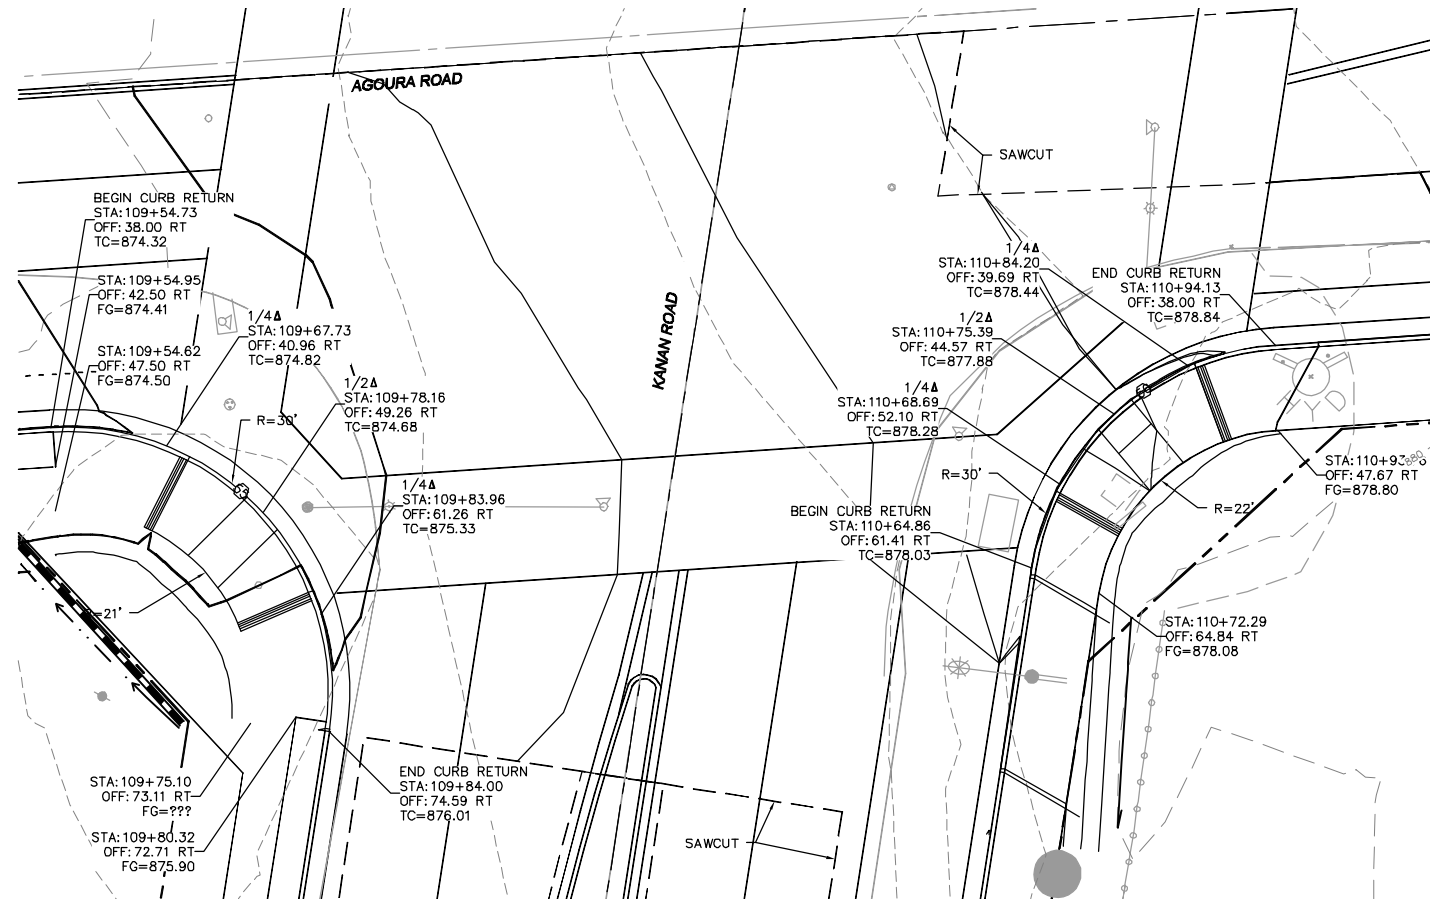 AGOURA ROAD
SAWCUT
BEGIN CURB RETURN
STA:109+54.73
OFF:38.00 RT
TC=874.32
STA:109+54.95
OFF:42.50 RT
FG=874.41
STA:109+54.62
OFF:47.50 RT
FG=874.50
1/4Δ
STA:109+67.73
OFF:40.96 RT
TC=874.82
1/2Δ
STA:109+78.16
OFF:49.26 RT
TC=874.68
R=30'
1/4Δ
STA:109+83.96
OFF:61.26 RT
TC=875.33
KANAN ROAD
1/4Δ
STA:110+84.20
OFF:39.69 RT
TC=878.44
END CURB RETURN
STA:110+94.13
OFF:38.00 RT
TC=878.84
1/2Δ
STA:110+75.39
OFF:44.57 RT
TC=877.88
1/4Δ
STA:110+68.69
OFF:52.10 RT
TC=878.28
R=30'
BEGIN CURB RETURN
STA:110+64.86
OFF:61.41 RT
TC=878.03
OFF:47.67 RT
FG=878.80
880
R=22'
STA:110+72.29
OFF:64.84 RT
FG=878.08
R=21'
STA:109+75.10
OFF:73.11 RT
FG=???
STA:109+80.32
OFF:72.71 RT
FG=875.90
END CURB RETURN
STA:109+84.00
OFF:74.59 RT
TC=876.01
SAWCUT